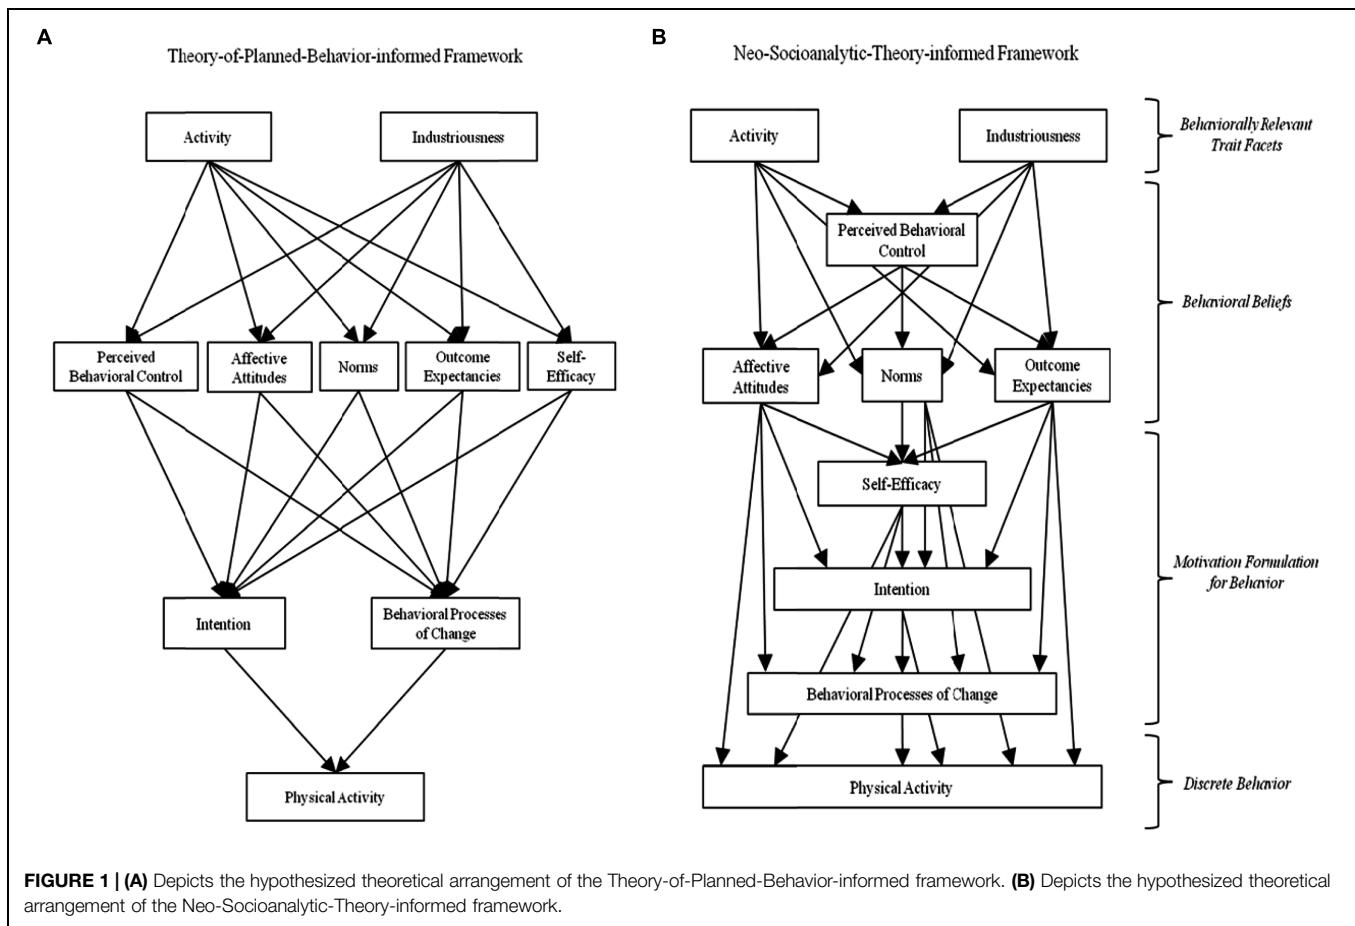 A
Theory-of-Planned-Behavior-informed Framework
Activity
Industriousness
Perceived
Behavioral Control
Affective
Attitudes
Norms
Outcome
Expectancies
Self-
Efficacy
Intention
Behavioral Processes
of Change
Physical Activity
B
Neo-Socioanalytic-Theory-informed Framework
Activity
Industriousness
Behaviorally Relevant
Trait Facets
Perceived Behavioral
Control
Behavioral Beliefs
Affective
Attitudes
Norms
Outcome
Expectancies
Self-Efficacy
Intention
Motivation Formulation
for Behavior
Behavioral Processes of Change
Physical Activity
Discrete Behavior
FIGURE 1 | (A) Depicts the hypothesized theoretical arrangement of the Theory-of-Planned-Behavior-informed framework. (B) Depicts the hypothesized theoretical
arrangement of the Neo-Socioanalytic-Theory-informed framework.